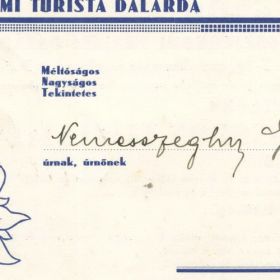 MI TURISTA DALARDA
Méltóságos
Nagyságos
Tekintetes
Nemesszeghy
úrnak, úrnőnek